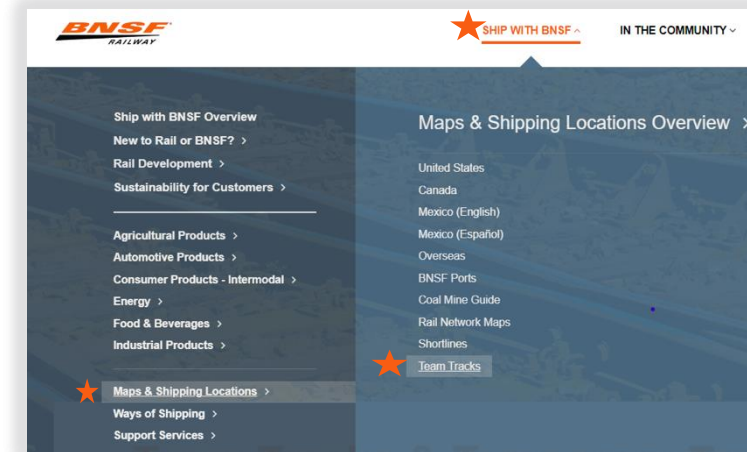 BNSF
RAILWAY
SHIP WITH BNSF
IN THE COMMUNITY
Ship with BNSF Overview
New to Rail or BNSF? >
Rail Development >
Sustainability for Customers >
Agricultural Products >
Automotive Products >
Consumer Products - Intermodal >
Energy >
Food & Beverages >
Industrial Products >
Maps & Shipping Locations >
Ways of Shipping >
Support Services >
Maps & Shipping Locations Overview >
United States
Canada
Mexico (English)
Mexico (Español)
Overseas
BNSF Ports
Coal Mine Guide
Rail Network Maps
Shortlines
Team Tracks